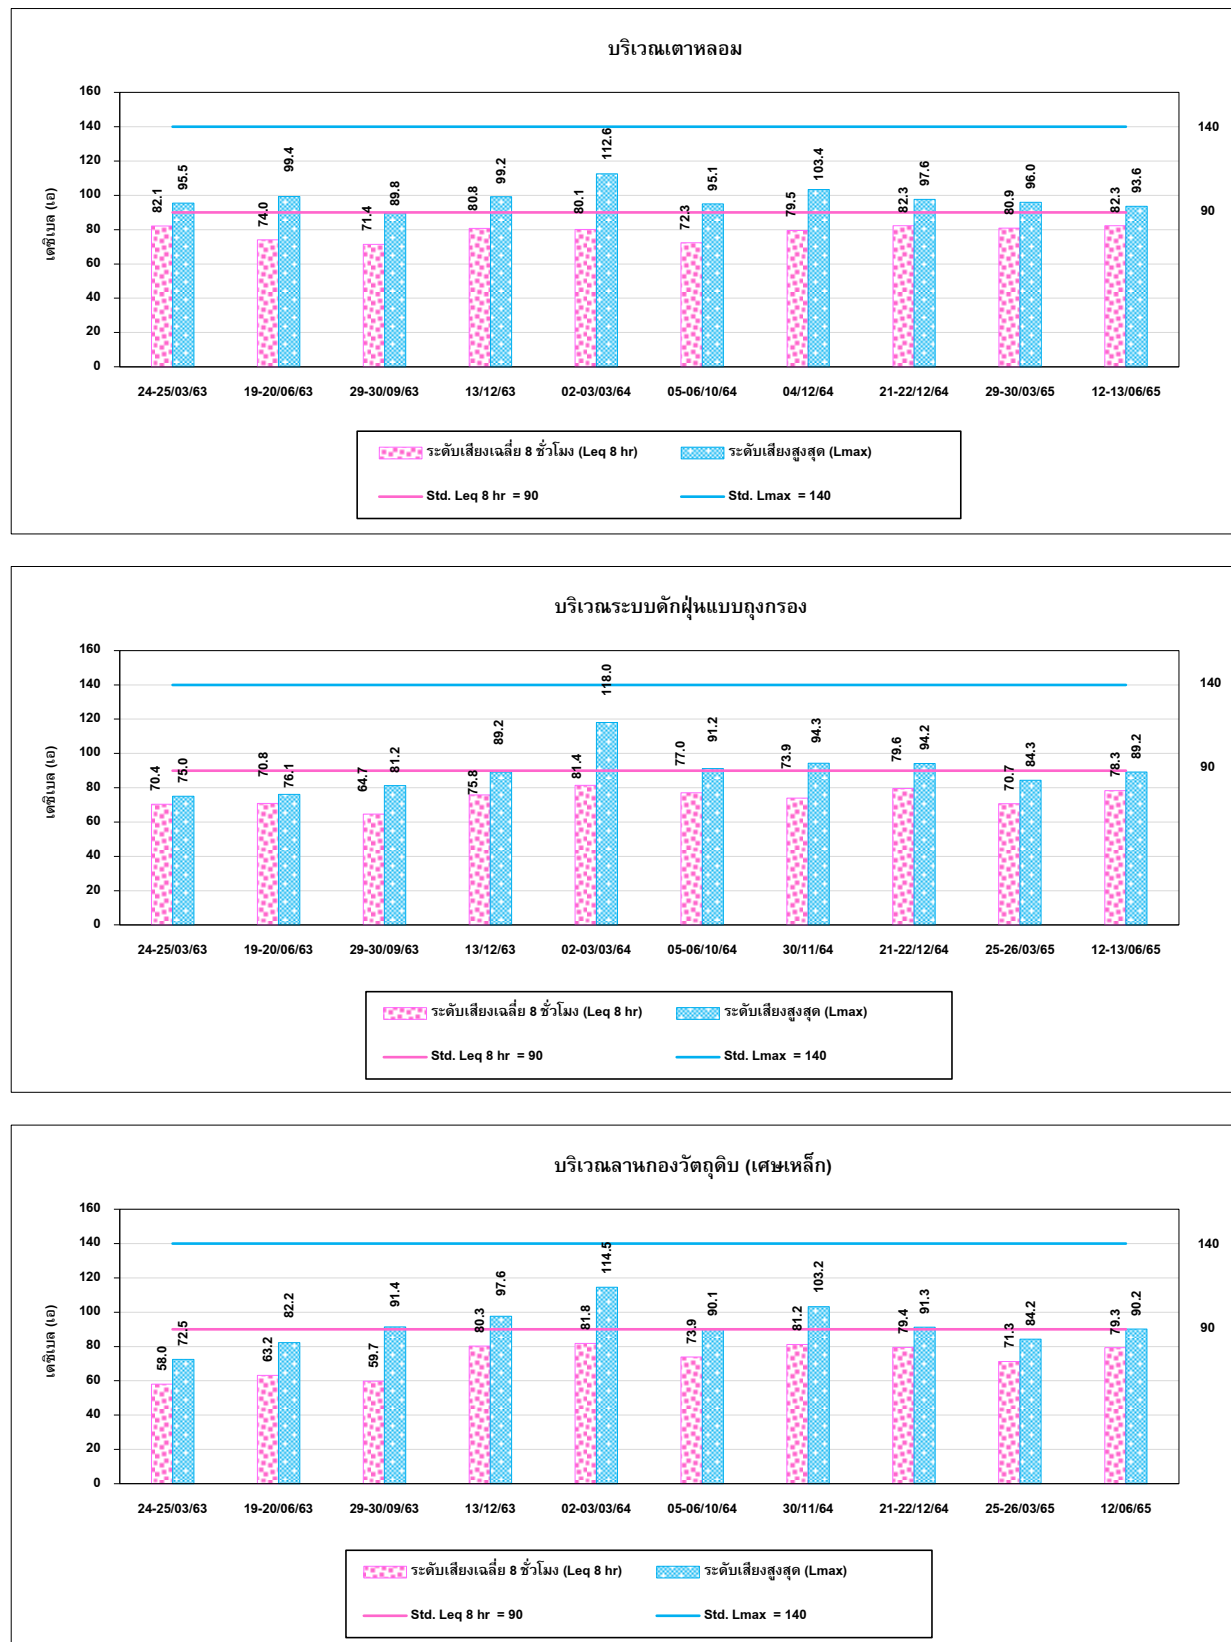 บริเวณเตาหลอม
เดซิเบล (เอ)
160
140
120
100
80
60
40
20
0
82.1 95.5 74.0 99.4 71.4 89.8 80.8 99.2 80.1 112.6 72.3 95.1 79.5 103.4 82.3 97.6 80.9 96.0 82.3 93.6
140
90
24-25/03/63 19-20/06/63 29-30/09/63 13/12/63 02-03/03/64 05-06/10/64 04/12/64 21-22/12/64 29-30/03/65 12-13/06/65
ระดับเสียงเฉลี่ย 8 ชั่วโมง (Leq 8 hr) ระดับเสียงสูงสุด (Lmax)
Std. Leq 8 hr = 90 Std. Lmax = 140
บริเวณระบบดักฝุ่นแบบถุงกรอง
เดซิเบล (เอ)
160
140
120
100
80
60
40
20
0
70.4 75.0 70.8 76.1 64.7 81.2 75.8 89.2 81.4 118.0 77.0 91.2 73.9 94.3 79.6 94.2 70.7 84.3 78.3 89.2
140
90
24-25/03/63 19-20/06/63 29-30/09/63 13/12/63 02-03/03/64 05-06/10/64 30/11/64 21-22/12/64 25-26/03/65 12-13/06/65
ระดับเสียงเฉลี่ย 8 ชั่วโมง (Leq 8 hr) ระดับเสียงสูงสุด (Lmax)
Std. Leq 8 hr = 90 Std. Lmax = 140
บริเวณลานกองวัตถุดิบ (เศษเหล็ก)
เดซิเบล (เอ)
160
140
120
100
80
60
40
20
0
58.0 72.5 63.2 82.2 59.7 91.4 80.3 97.6 81.8 114.5 73.9 90.1 81.2 103.2 79.4 91.3 71.3 84.2 79.3 90.2
140
90
24-25/03/63 19-20/06/63 29-30/09/63 13/12/63 02-03/03/64 05-06/10/64 30/11/64 21-22/12/64 25-26/03/65 12/06/65
ระดับเสียงเฉลี่ย 8 ชั่วโมง (Leq 8 hr) ระดับเสียงสูงสุด (Lmax)
Std. Leq 8 hr = 90 Std. Lmax = 140